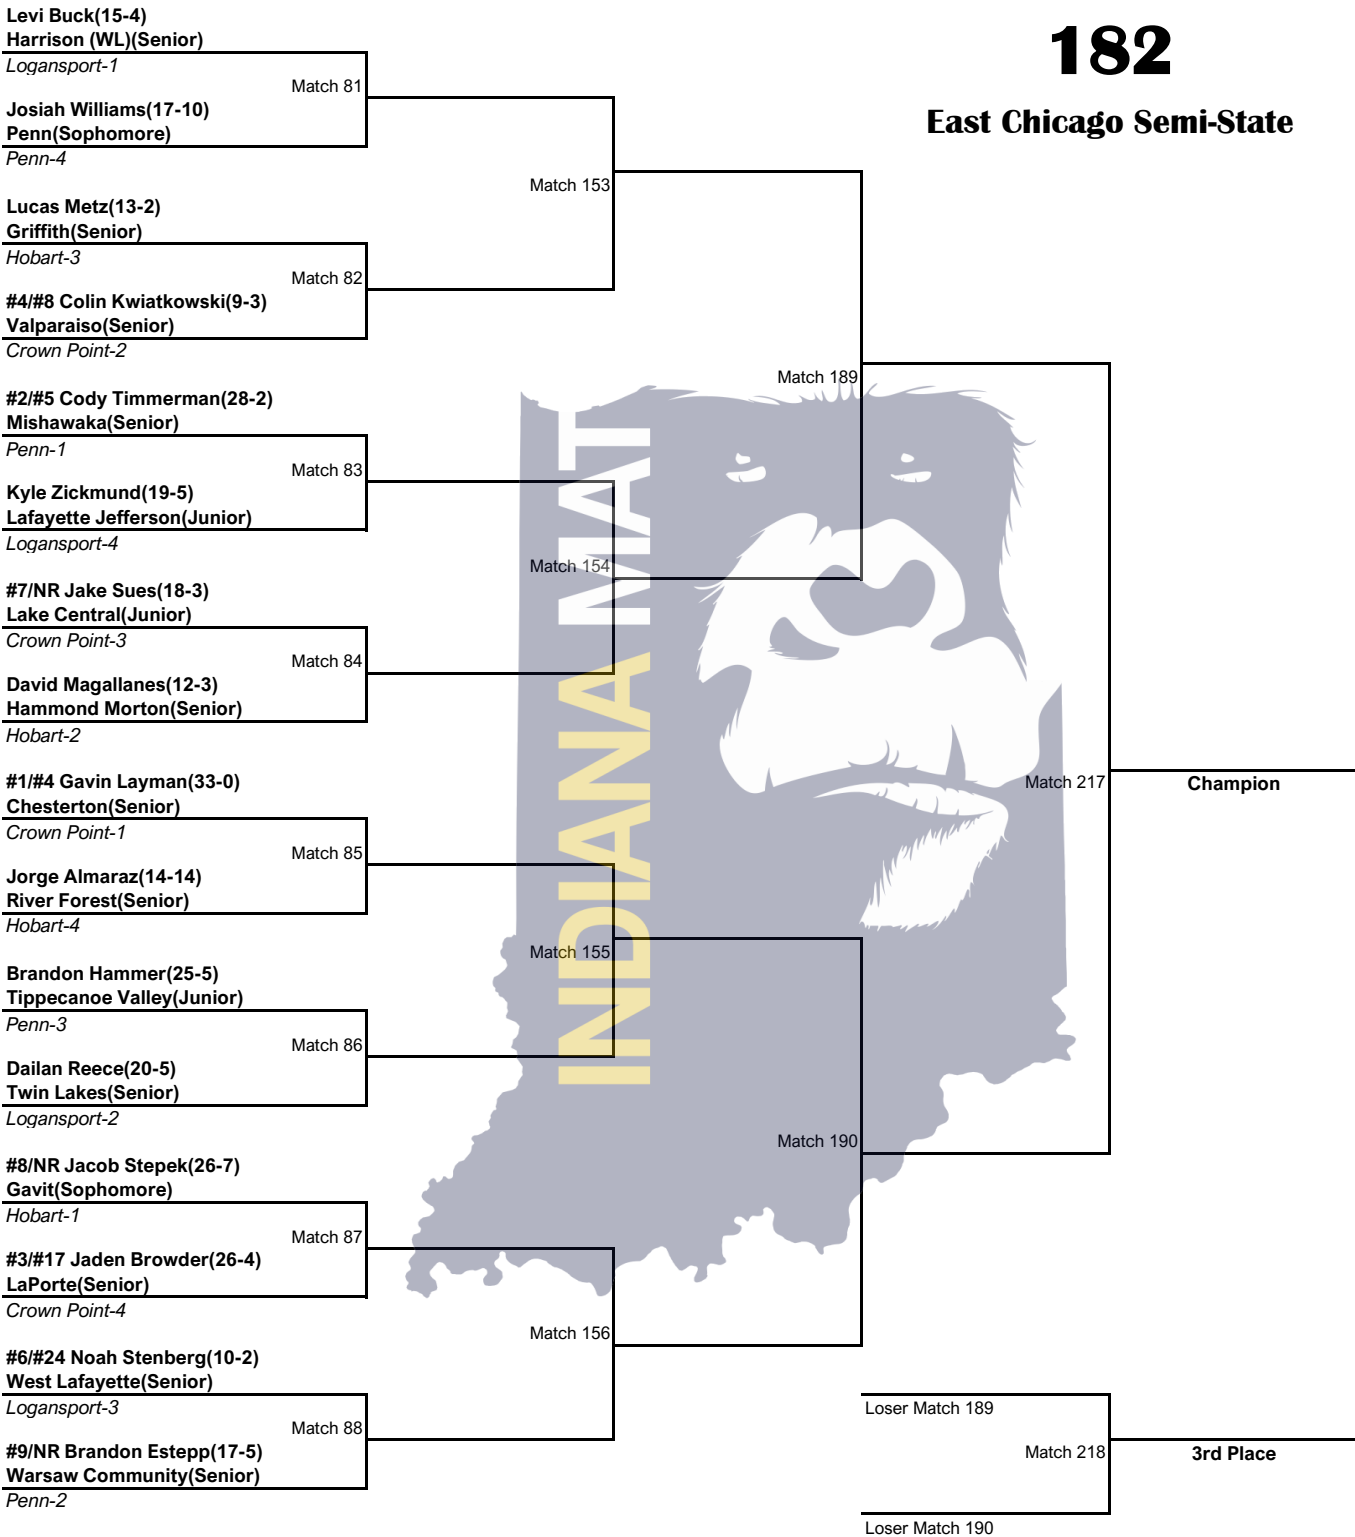 182
East Chicago Semi-State
Levi Buck(15-4)
Harrison (WL)(Senior)
Logansport-1
Match 81
Josiah Williams(17-10)
Penn(Sophomore)
Penn-4
Match 153
Lucas Metz(13-2)
Griffith(Senior)
Hobart-3
Match 82
#4/#8 Colin Kwiatkowski(9-3)
Valparaiso(Senior)
Crown Point-2
Match 189
#2/#5 Cody Timmerman(28-2)
Mishawaka(Senior)
Penn-1
Match 83
Kyle Zickmund(19-5)
Lafayette Jefferson(Junior)
Logansport-4
Match 154
#7/NR Jake Sues(18-3)
Lake Central(Junior)
Crown Point-3
Match 84
David Magallanes(12-3)
Hammond Morton(Senior)
Hobart-2
INDIANA MAT
Match 217
Champion
#1/#4 Gavin Layman(33-0)
Chesterton(Senior)
Crown Point-1
Match 85
Jorge Almaraz(14-14)
River Forest(Senior)
Hobart-4
Match 155
Brandon Hammer(25-5)
Tippecanoe Valley(Junior)
Penn-3
Match 86
Dailan Reece(20-5)
Twin Lakes(Senior)
Logansport-2
Match 190
#8/NR Jacob Stepek(26-7)
Gavit(Sophomore)
Hobart-1
Match 87
#3/#17 Jaden Browder(26-4)
LaPorte(Senior)
Crown Point-4
Match 156
#6/#24 Noah Stenberg(10-2)
West Lafayette(Senior)
Logansport-3
Match 88
#9/NR Brandon Estepp(17-5)
Warsaw Community(Senior)
Penn-2
Loser Match 189
Match 218
3rd Place
Loser Match 190